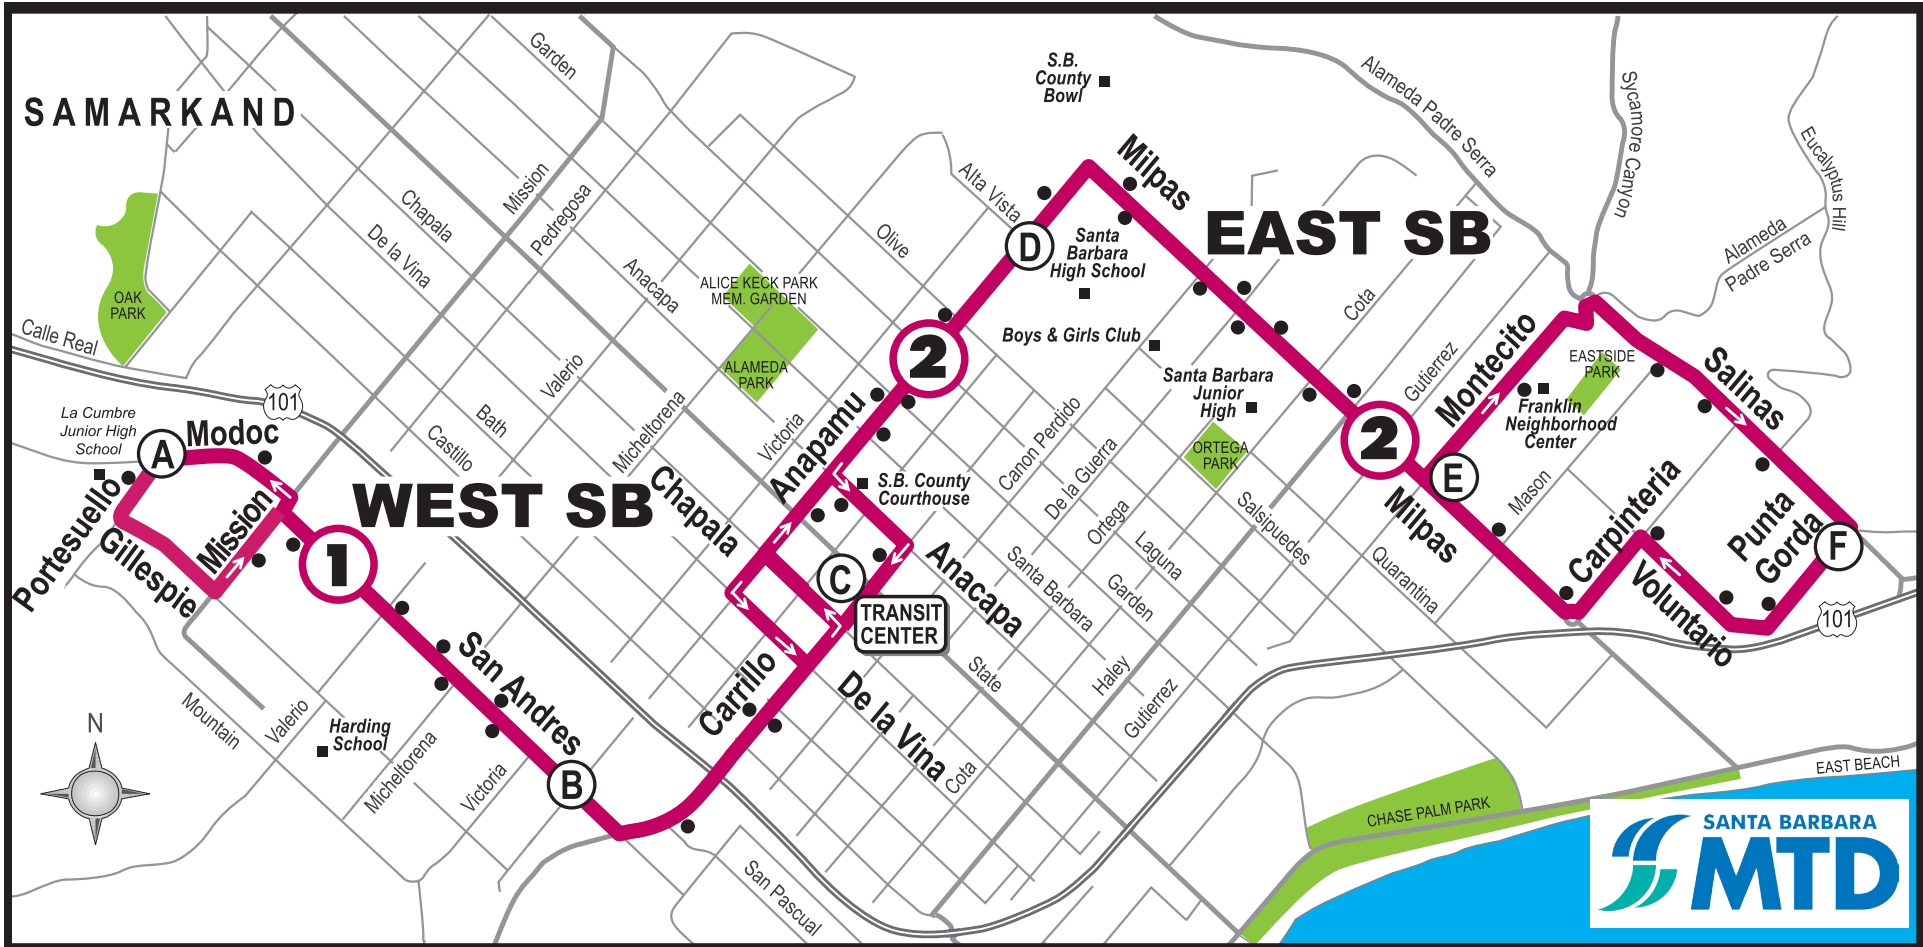 SAMARKAND
Garden
S.B.
County
Bowl
Alameda Padre Serra
Sycamore Canyon
Eucalyptus Hill
Alameda
Padre Serra
Milpas
EAST SB
Alta Vista
D
Santa
Barbara
High School
Mission
Pedregosa
Chapala
De la Vina
Anacapa
Olive
ALICE KECK PARK
MEM. GARDEN
ALAMEDA
PARK
OAK
PARK
Calle Real
101
La Cumbre
Junior High
School
Modoc
A
Portesuello
Gillespie
Mission
WEST SB
1
Valerio
Bath
Castillo
Micheltorena
Victoria
Chapala
Anapamu
2
Boys & Girls Club
Santa Barbara
Junior
High
Cota
Gutierrez
Canon Perdido
De la Guerra
Ortega
ORTEGA
PARK
Salsipuedes
Quarantina
2
Montecito
E
EASTSIDE
PARK
Franklin
Neighborhood
Center
Salinas
Mason
Milpas
Carpinteria
Voluntario
Punta
Gorda
F
101
S.B. County
Courthouse
C
TRANSIT
CENTER
Anacapa
Santa Barbara
Laguna
Garden
State
Haley
Gutierrez
Carrillo
De la Vina
Cota
San Andres
B
Mountain
Valerio
Harding
School
Micheltorena
Victoria
N
San Pascual
CHASE PALM PARK
EAST BEACH
SANTA BARBARA
MTD